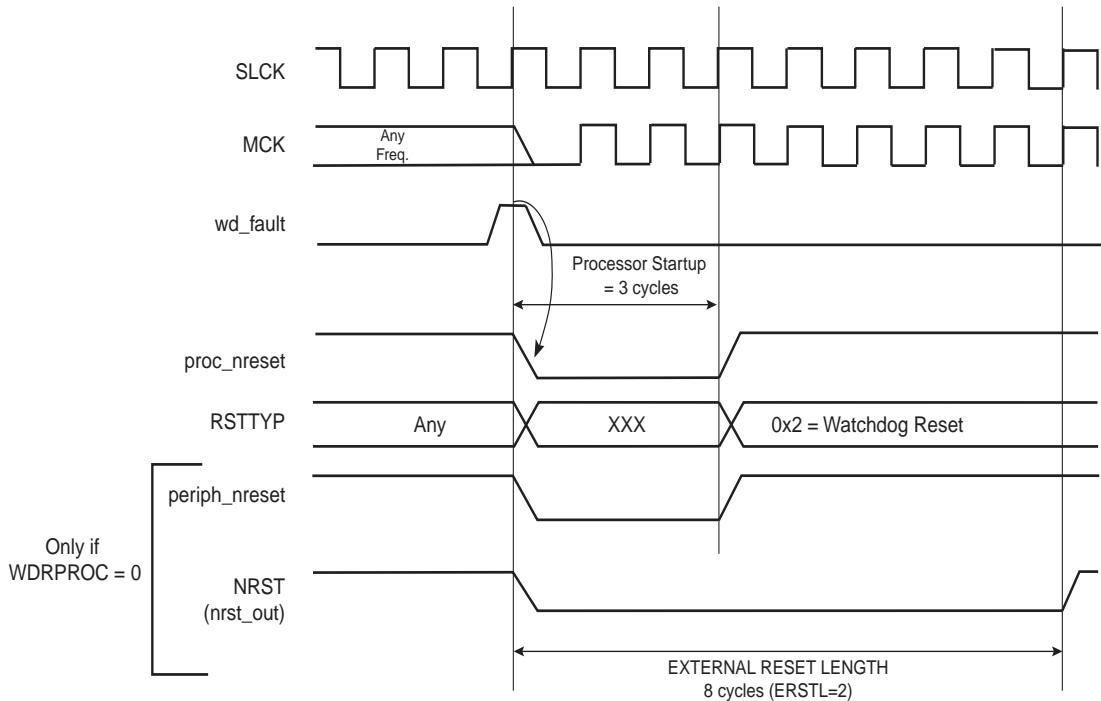 SLCK
MCK
Any
Freq.
wd_fault
Processor Startup
= 3 cycles
proc_nreset
RSTTYP
Any
XXX
0x2 = Watchdog Reset
periph_nreset
Only if
WDRPROC = 0
NRST
(nrst_out)
EXTERNAL RESET LENGTH
8 cycles (ERSTL=2)